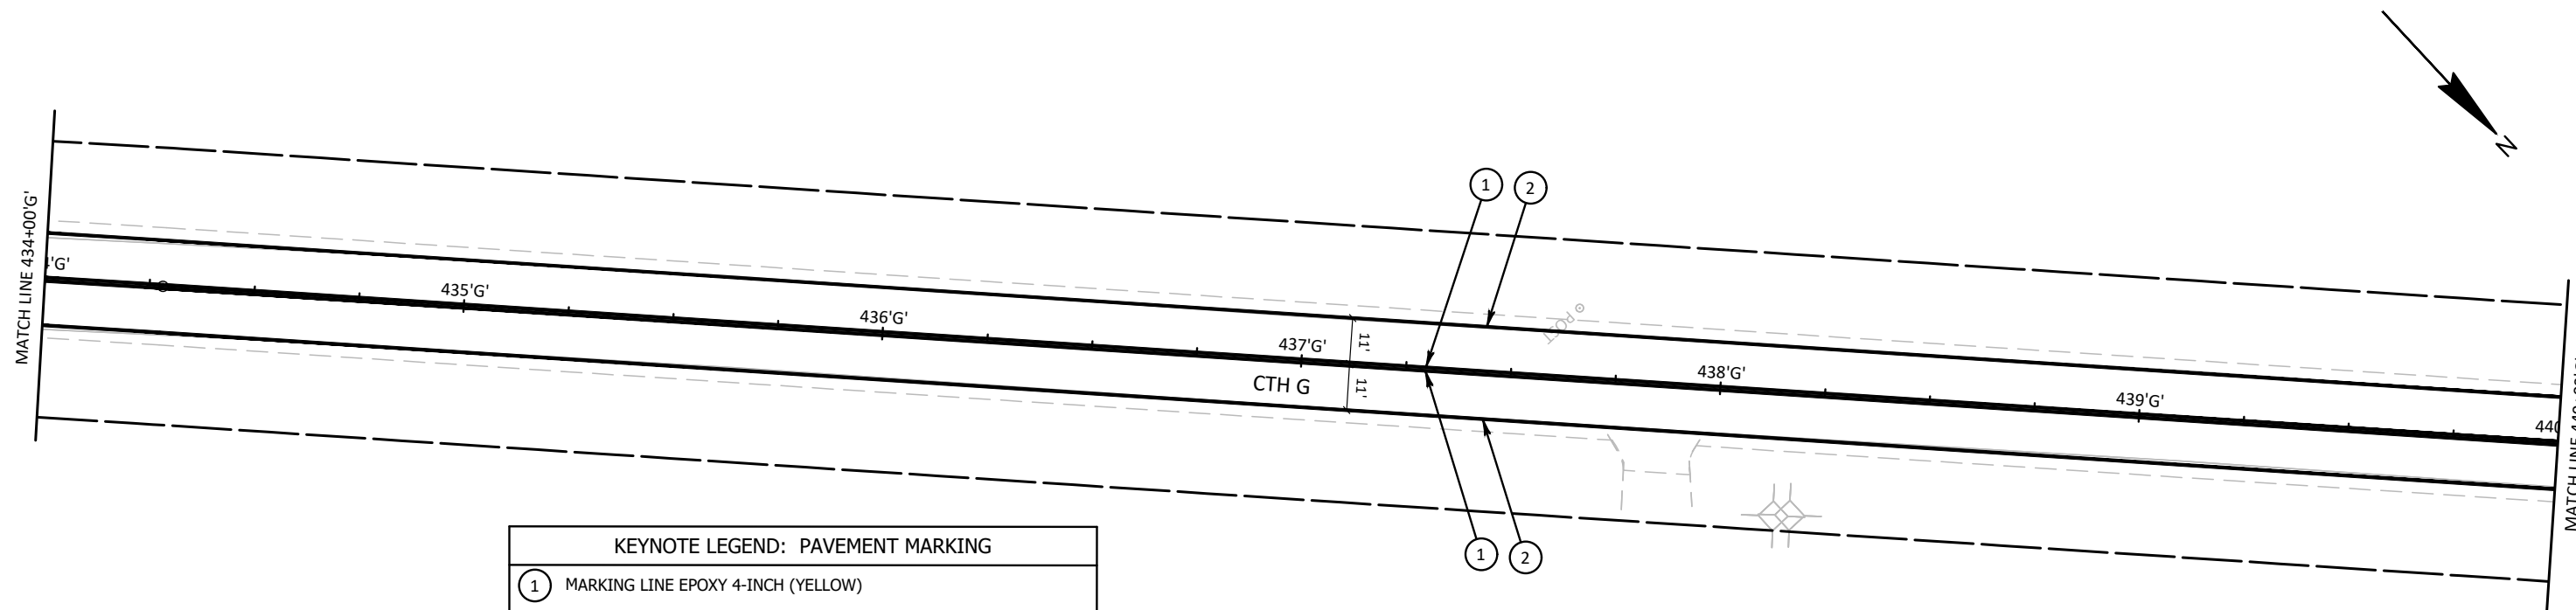 N
MATCH LINE 434+00'G'
435'G'
436'G'
437'G'
438'G'
439'G'
11'
11'
CTH G
POST
1
2
1
2
KEYNOTE LEGEND: PAVEMENT MARKING
1 MARKING LINE EPOXY 4-INCH (YELLOW)